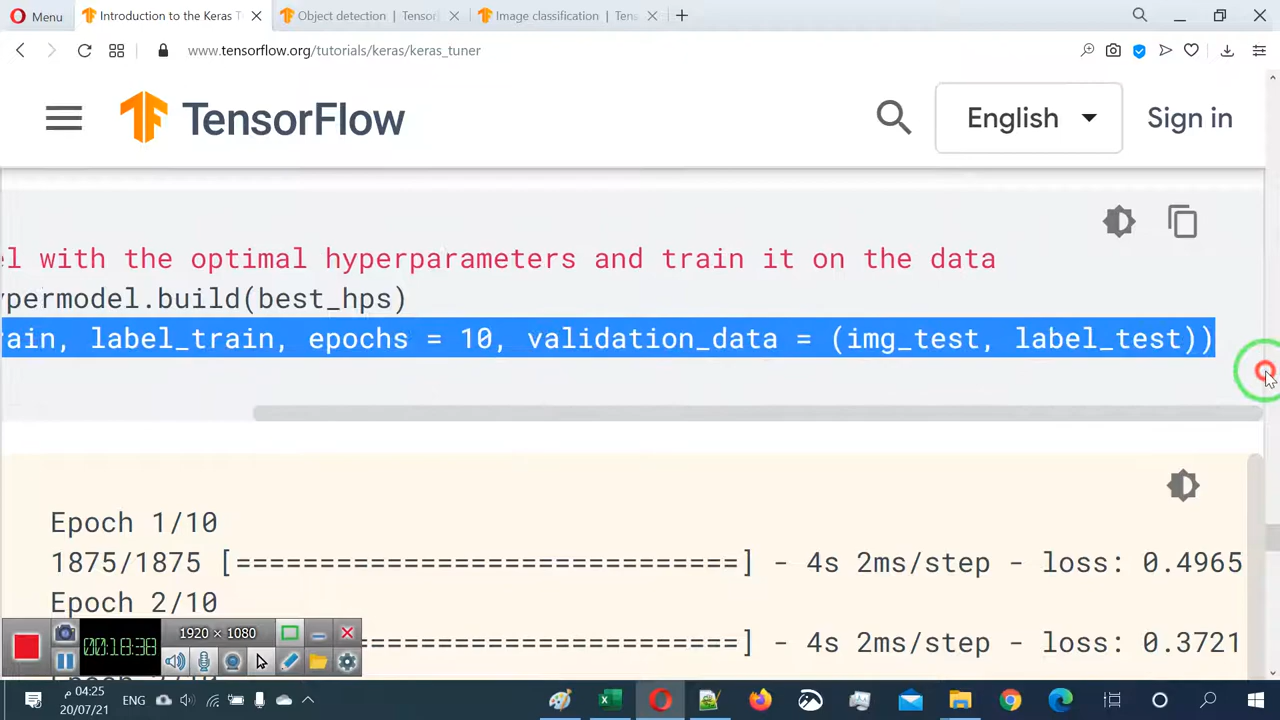 Menu
Introduction to the Keras T
Object detection | Tensor
Image classification | Tens
www.tensorflow.org/tutorials/keras/keras_tuner
TensorFlow
English
Sign in
el with the optimal hyperparameters and train it on the data
ypermodel.build(best_hps)
rain, label_train, epochs = 10, validation_data = (img_test, label_test))
Epoch 1/10
1875/1875 [==============================] - 4s 2ms/step - loss: 0.4965
Epoch 2/10
==============================] - 4s 2ms/step - loss: 0.3721
00:18:38
1920 × 1080
04:25 م
ENG
20/07/21